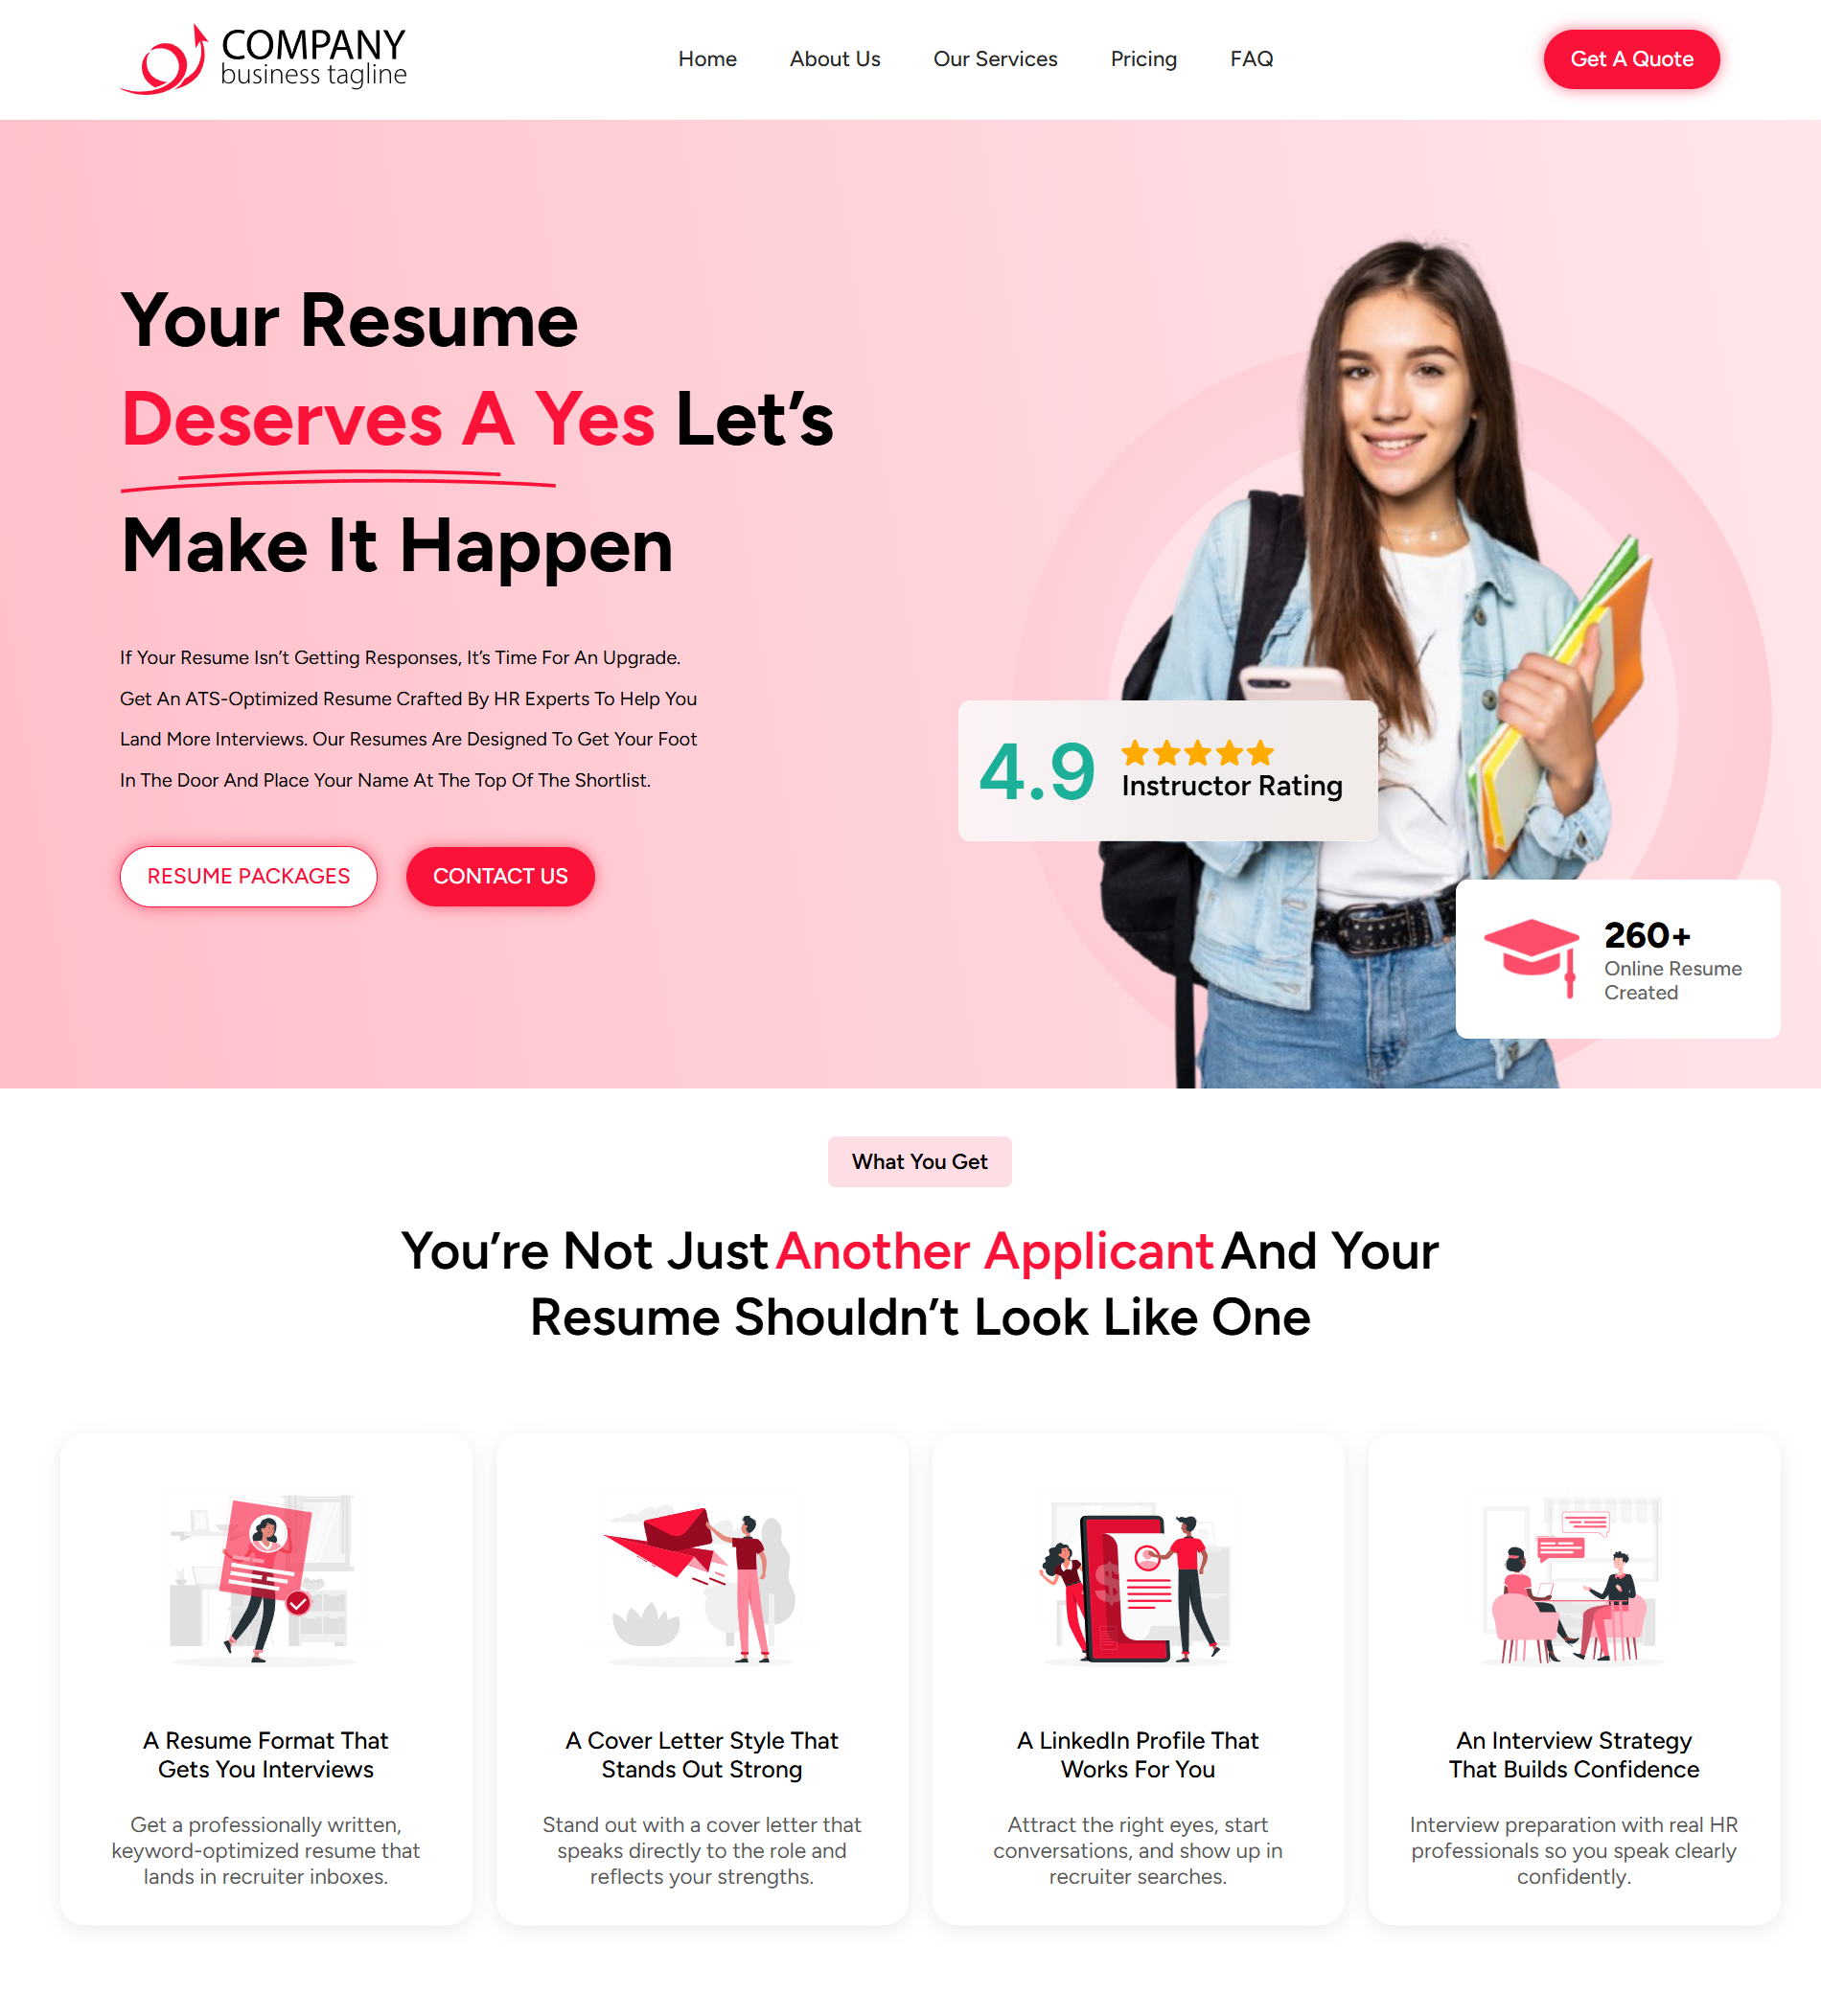 COMPANY
business tagline
Home
About Us
Our Services
Pricing
FAQ
Get A Quote
Your Resume
Deserves A Yes Let’s
Make It Happen
If Your Resume Isn’t Getting Responses, It’s Time For An Upgrade.
Get An ATS-Optimized Resume Crafted By HR Experts To Help You
Land More Interviews. Our Resumes Are Designed To Get Your Foot
In The Door And Place Your Name At The Top Of The Shortlist.
RESUME PACKAGES
CONTACT US
4.9
Instructor Rating
260+
Online Resume
Created
What You Get
You’re Not Just Another Applicant And Your
Resume Shouldn’t Look Like One
A Resume Format That
Gets You Interviews
Get a professionally written,
keyword-optimized resume that
lands in recruiter inboxes.
A Cover Letter Style That
Stands Out Strong
Stand out with a cover letter that
speaks directly to the role and
reflects your strengths.
$
A LinkedIn Profile That
Works For You
Attract the right eyes, start
conversations, and show up in
recruiter searches.
An Interview Strategy
That Builds Confidence
Interview preparation with real HR
professionals so you speak clearly
confidently.